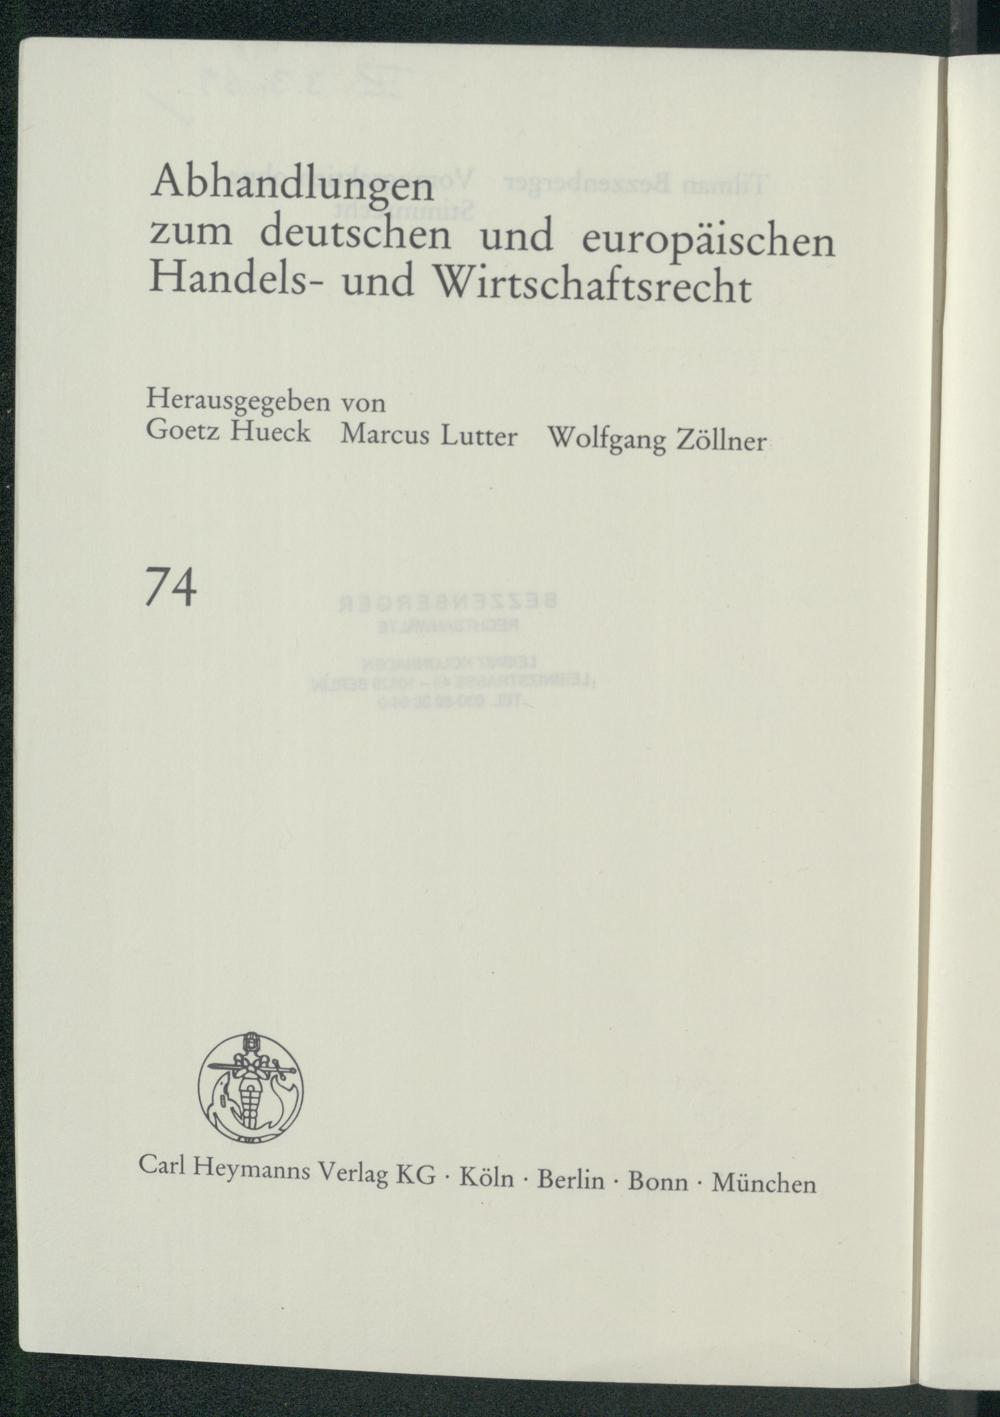 Abhandlungen
zum deutschen und europäischen
Handels- und Wirtschaftsrecht
Herausgegeben von
Goetz Hueck Marcus Lutter Wolfgang Zöllner
74
Carl Heymanns Verlag KG · Köln · Berlin · Bonn · München